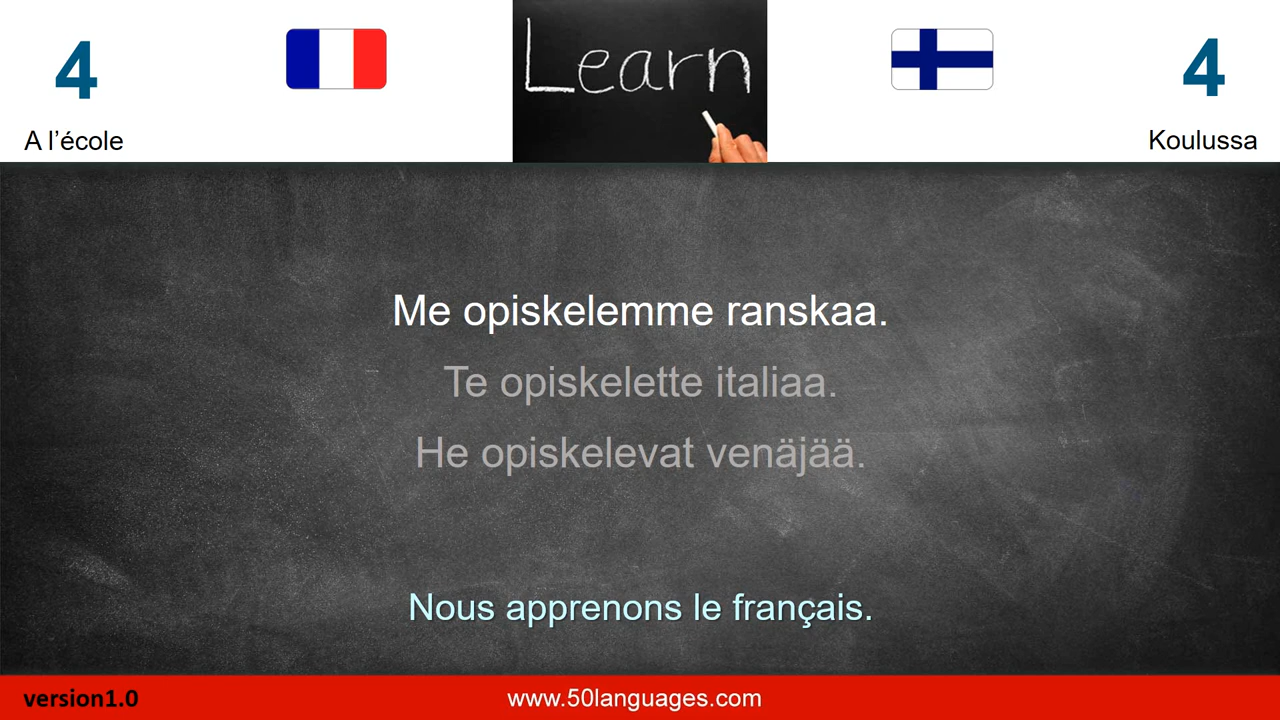 4
Learn
4
A l’école
Koulussa
Me opiskelemme ranskaa.
Te opiskelette italiaa.
He opiskelevat venäjää.
Nous apprenons le français.
version1.0
www.50languages.com